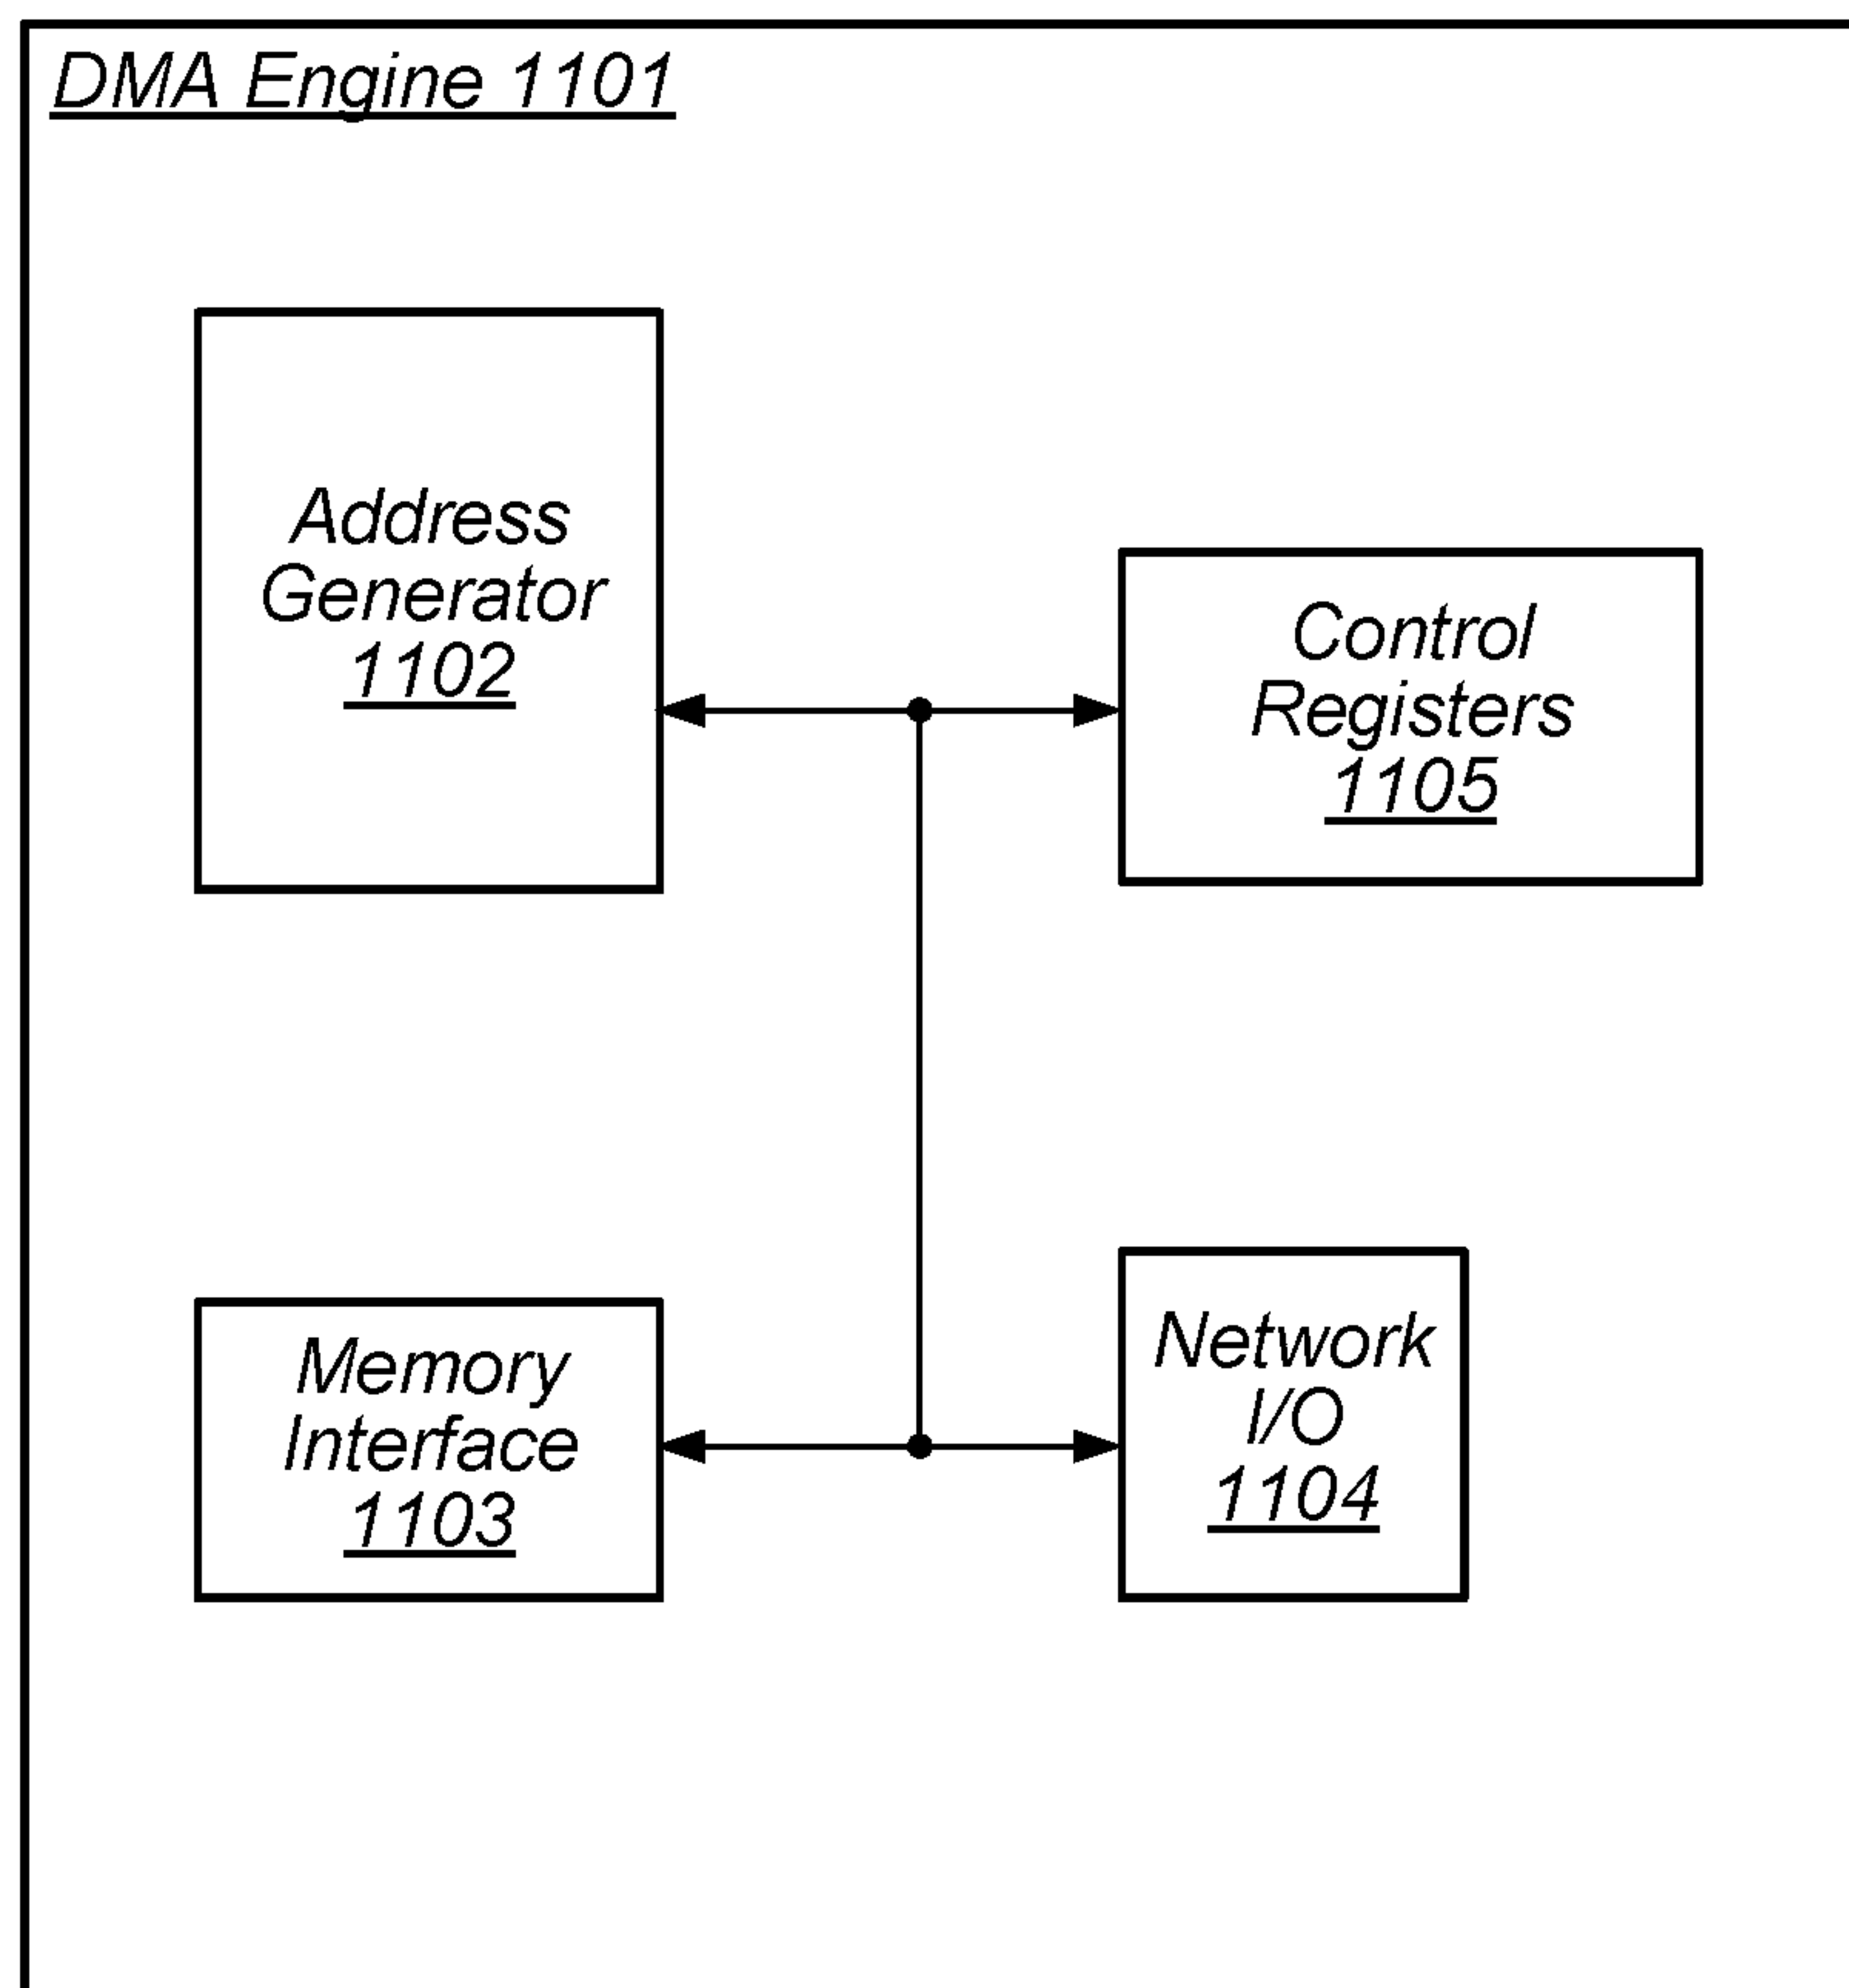 DMA Engine 1101
Address
Generator
1102
Control
Registers
1105
Memory
Interface
1103
Network
I/O
1104